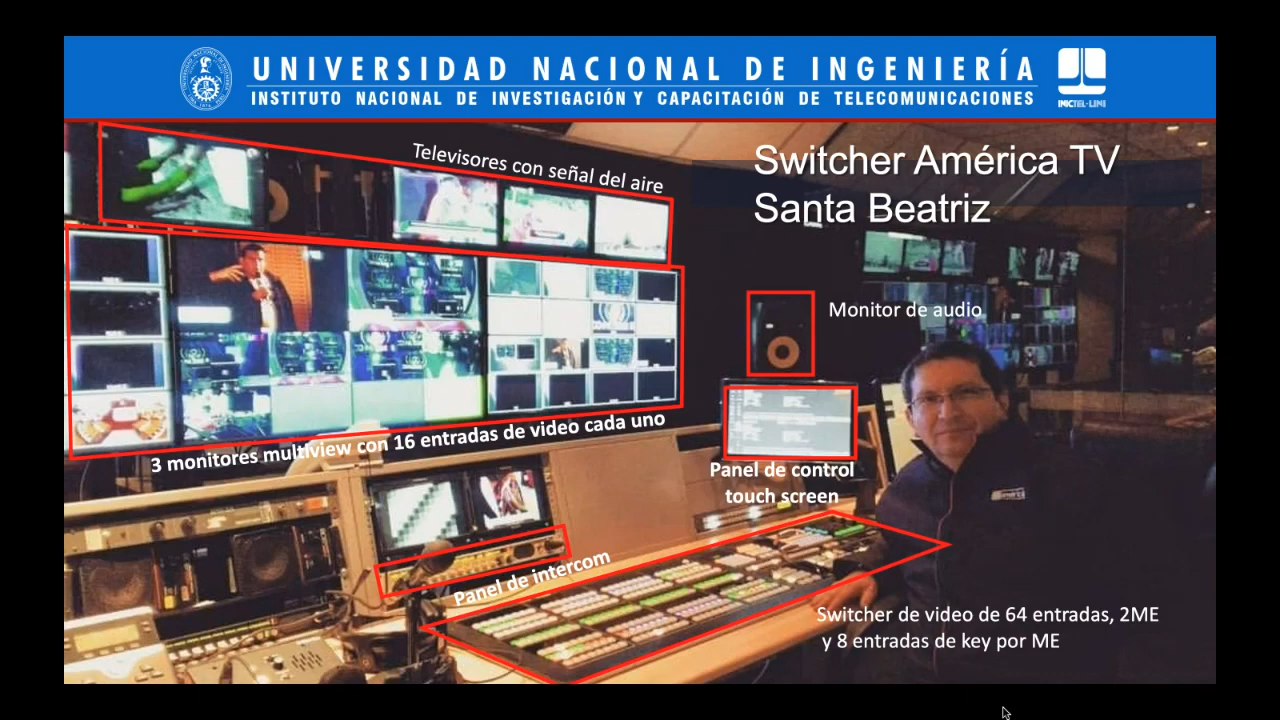 UNIVERSIDAD NACIONAL DE INGENIERÍA
INSTITUTO NACIONAL DE INVESTIGACIÓN Y CAPACITACIÓN DE TELECOMUNICACIONES
INICTEL-UNI
Switcher América TV
Santa Beatriz
Televisores con señal del aire
Monitor de audio
3 monitores multiview con 16 entradas de video cada uno
Panel de control
touch screen
Panel de intercom
Switcher de video de 64 entradas, 2ME
y 8 entradas de key por ME